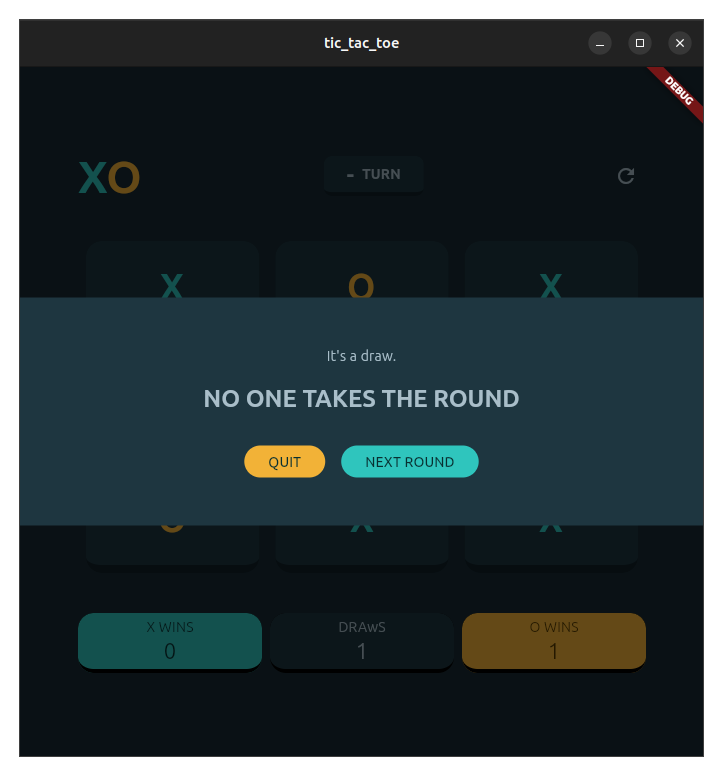 tic_tac_toe
DEBUG
XO
- TURN
X O X
It's a draw.
NO ONE TAKES THE ROUND
QUIT NEXT ROUND
O X X
X WINS DRAwS O WINS
0 1 1